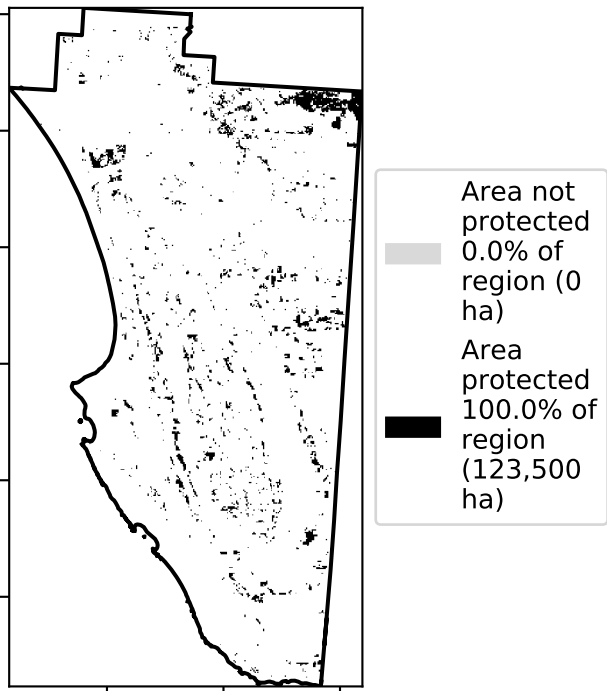 Area not
protected
0.0% of
region (0
ha)
Area
protected
100.0% of
region
(123,500
ha)